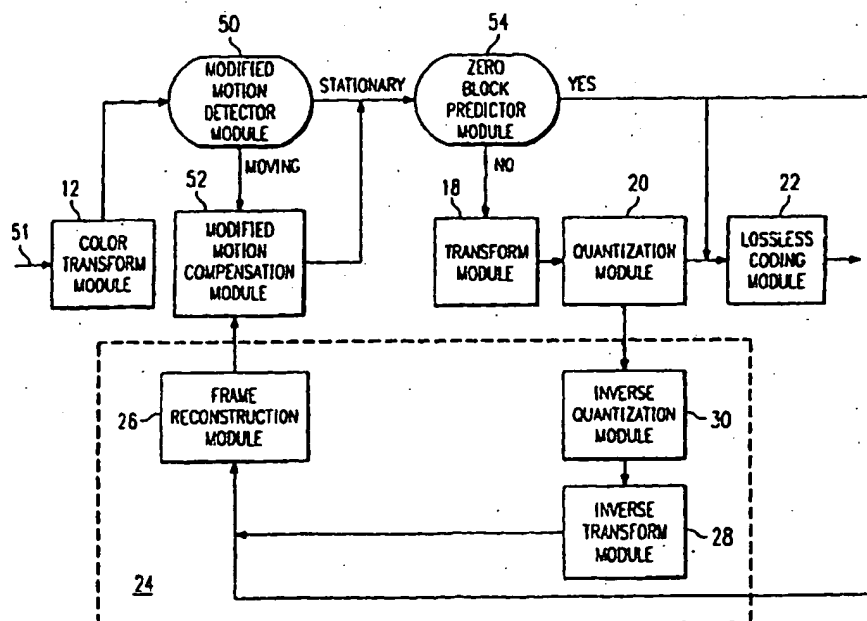 50
MODIFIED
MOTION
DETECTOR
MODULE
STATIONARY
54
ZERO
BLOCK
PREDICTOR
MODULE
YES
MOVING
NO
51
12
COLOR
TRANSFORM
MODULE
52
MODIFIED
MOTION
COMPENSATION
MODULE
18
TRANSFORM
MODULE
20
QUANTIZATION
MODULE
22
LOSSLESS
CODING
MODULE
26
FRAME
RECONSTRUCTION
MODULE
INVERSE
QUANTIZATION
MODULE
30
INVERSE
TRANSFORM
MODULE
28
24